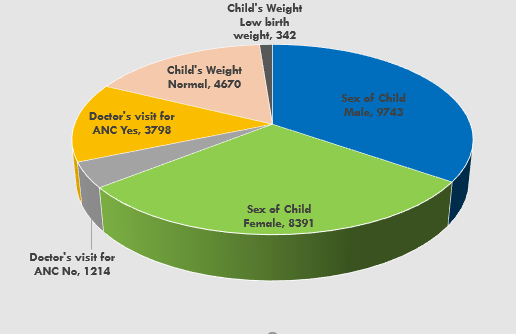 Child's Weight
Low birth
weight, 342
Child's Weight
Normal, 4670
Sex of Child
Male, 9743
Doctor's visit for
ANC Yes, 3798
Sex of Child
Female, 8391
Doctor's visit for
ANC No, 1214